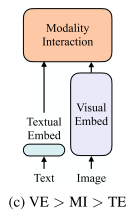 Modality
Interaction
Textual
Embed
Visual
Embed
Text
Image
(c) VE > MI > TE